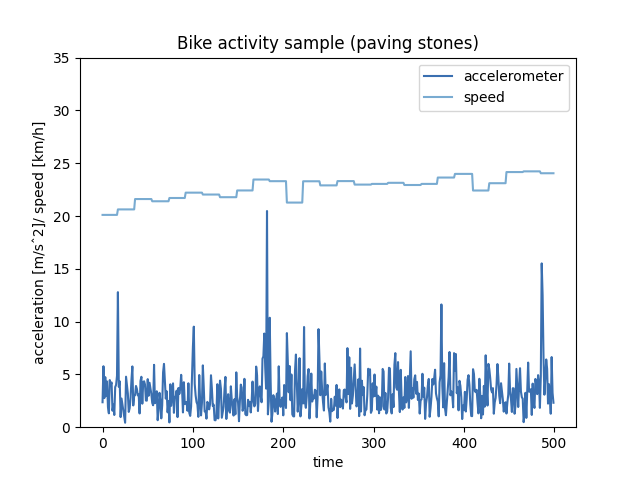 Bike activity sample (paving stones)
accelerometer
speed
acceleration [m/s^2]/ speed [km/h]
35
30
25
20
15
10
5
0
0 100 200 300 400 500
time